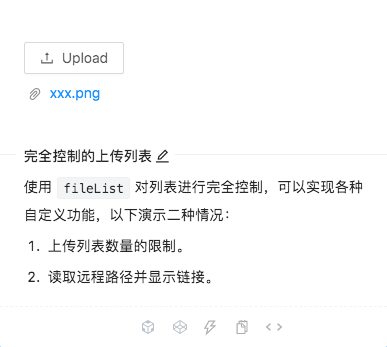 Upload
xxx.png
完全控制的上传列表
使用 fileList 对列表进行完全控制，可以实现各种
自定义功能，以下演示二种情况：
1. 上传列表数量的限制。
2. 读取远程路径并显示链接。